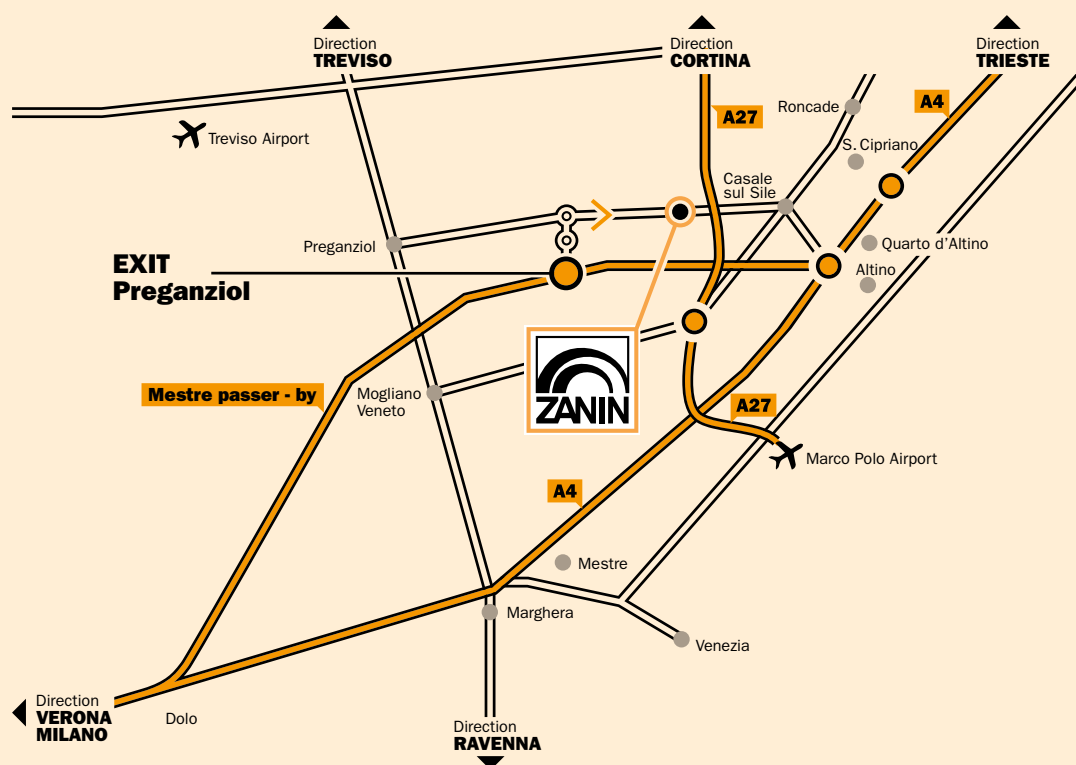 Direction
TREVISO
Direction
CORTINA
Direction
TRIESTE
A27
A4
Roncade
Treviso Airport
S. Cipriano
Casale
sul Sile
Preganziol
Quarto d'Altino
EXIT
Preganziol
Altino
ZANIN
Mestre passer - by
Mogliano
Veneto
A27
Marco Polo Airport
A4
Mestre
Marghera
Venezia
Direction
VERONA
MILANO
Dolo
Direction
RAVENNA